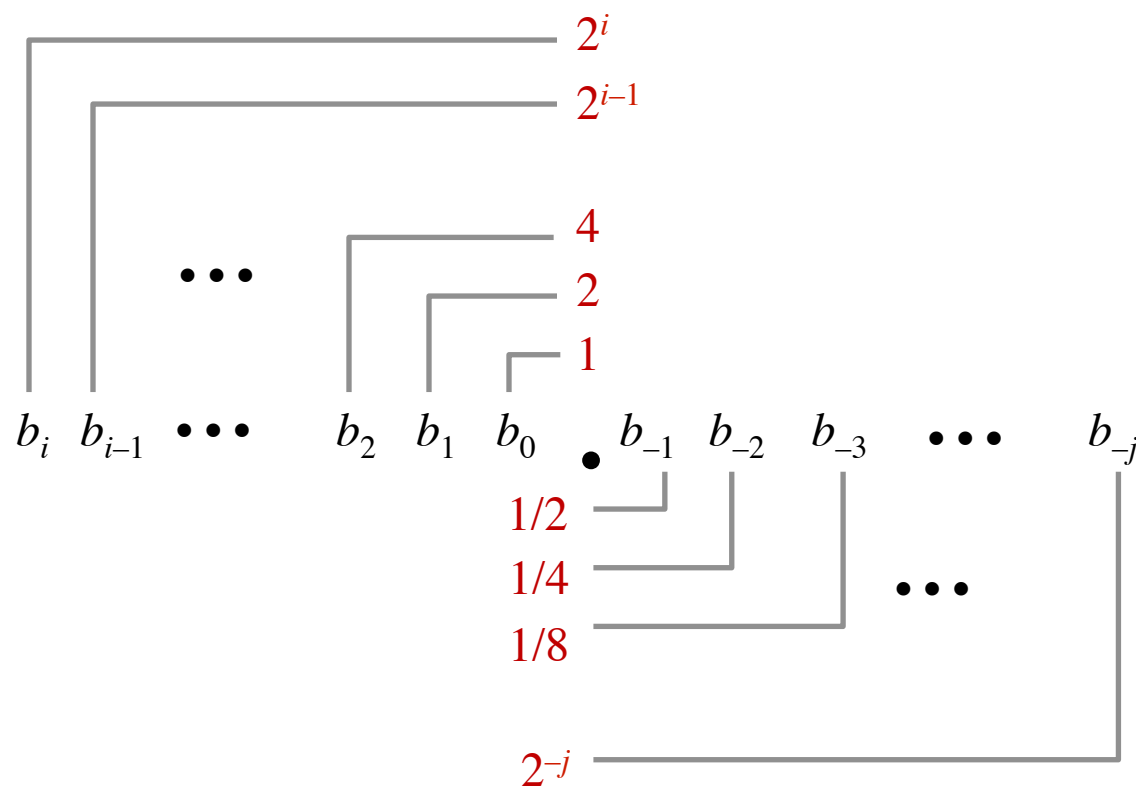 2^i
2^{i–1}
4
•••
2
1
b_i b_{i–1} ••• b_2 b_1 b_0 . b_{–1} b_{–2} b_{–3} ••• b_{–j}
1/2
1/4
•••
1/8
2^{–j}